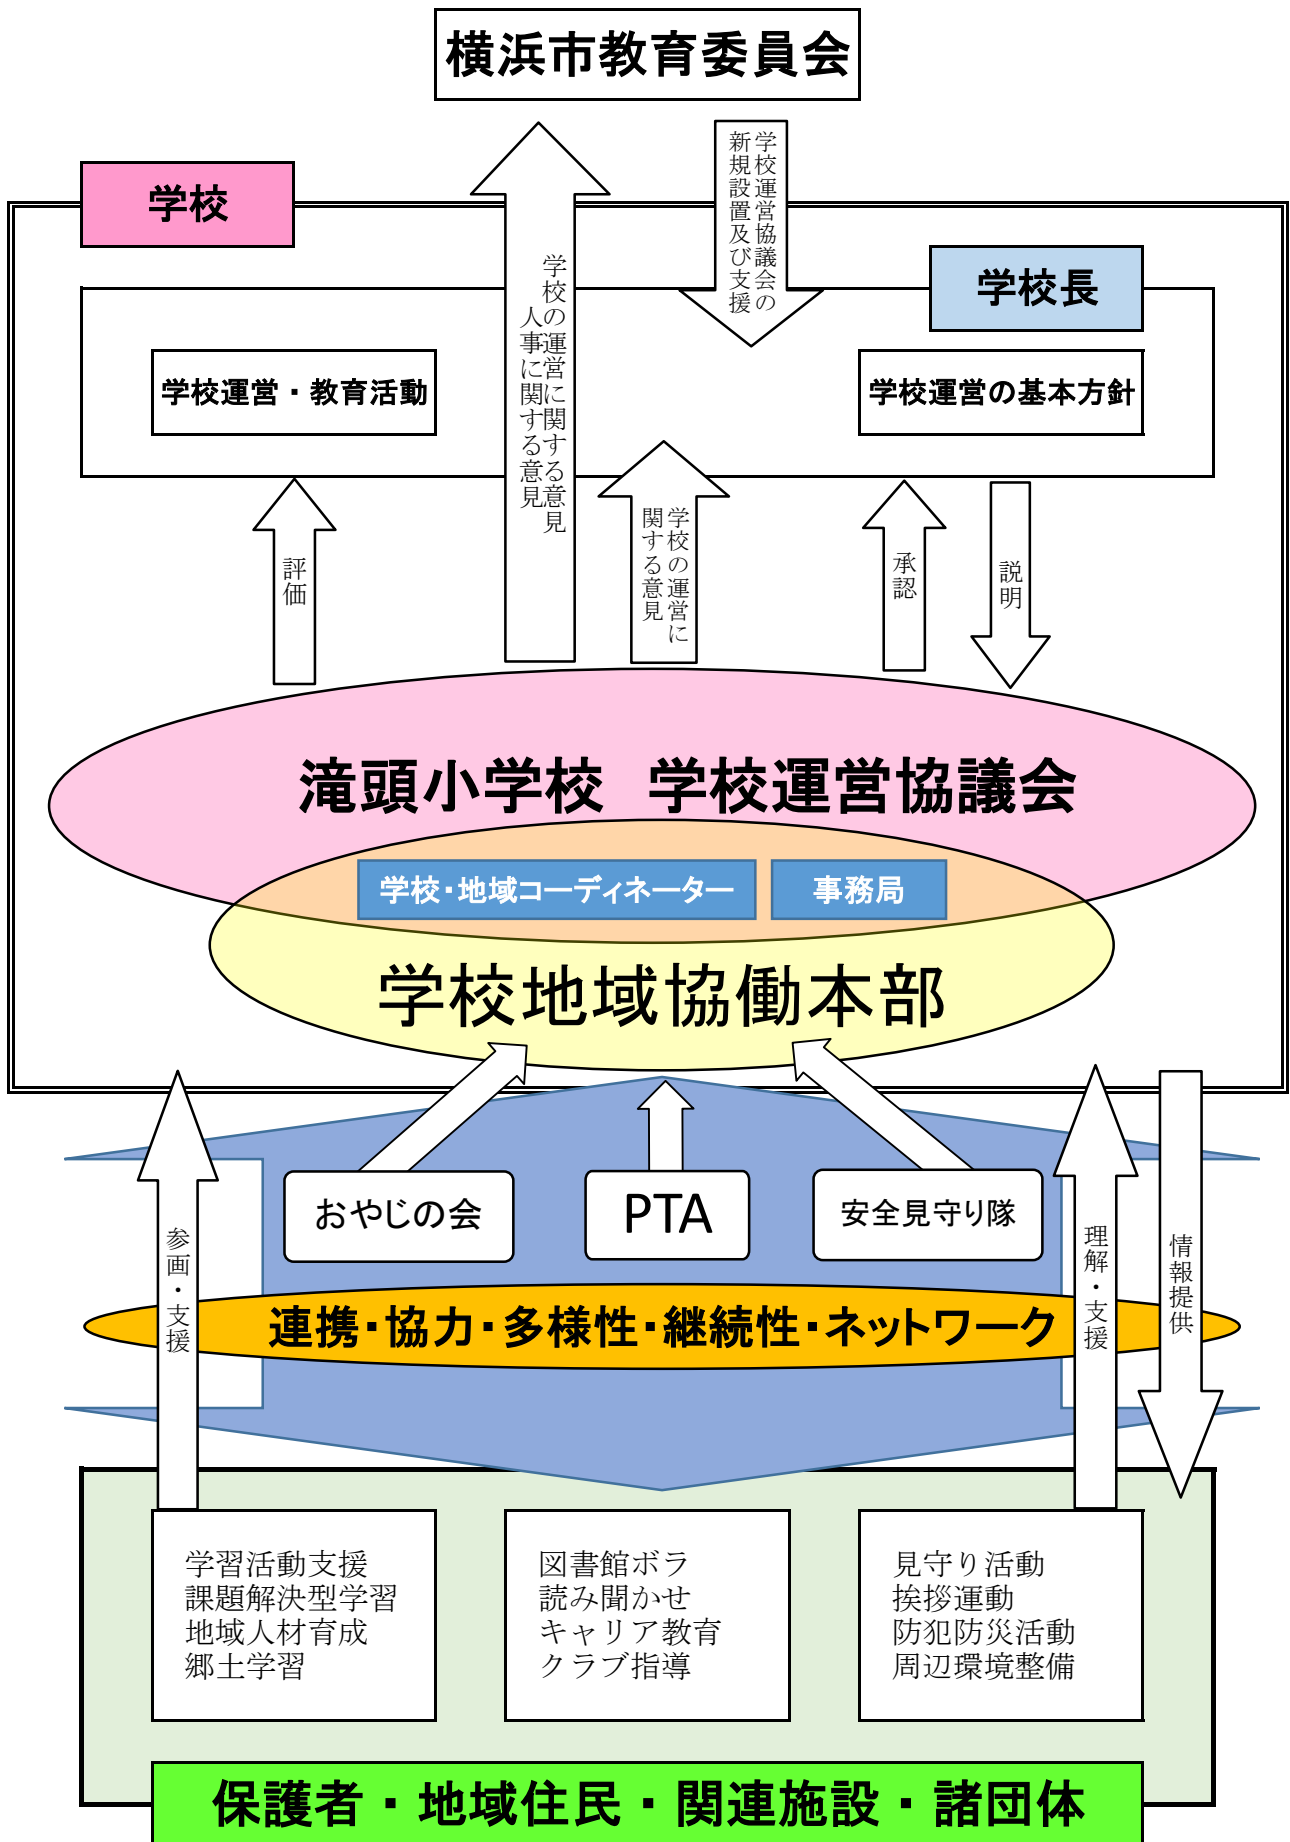 横浜市教育委員会
学校
学校運営協議会の
新規設置及び支援
学校長
学校の運営に関する意見
人事に関する意見
学校運営・教育活動
学校運営の基本方針
評価
学校の運営に
関する意見
承認
説明
滝頭小学校　学校運営協議会
学校・地域コーディネーター
事務局
学校地域協働本部
おやじの会
PTA
安全見守り隊
参画・支援
理解・支援
情報提供
連携・協力・多様性・継続性・ネットワーク
学習活動支援
課題解決型学習
地域人材育成
郷土学習
図書館ボラ
読み聞かせ
キャリア教育
クラブ指導
見守り活動
挨拶運動
防犯防災活動
周辺環境整備
保護者・地域住民・関連施設・諸団体